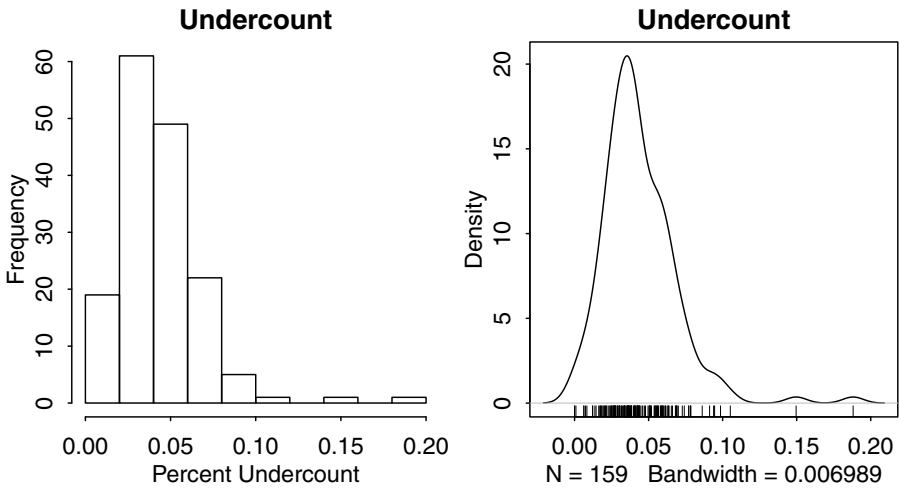 Undercount
Frequency
0 10 20 30 40 50 60
0.00 0.05 0.10 0.15 0.20
Percent Undercount
Undercount
Density
0 5 10 15 20
0.00 0.05 0.10 0.15 0.20
N = 159 Bandwidth = 0.006989